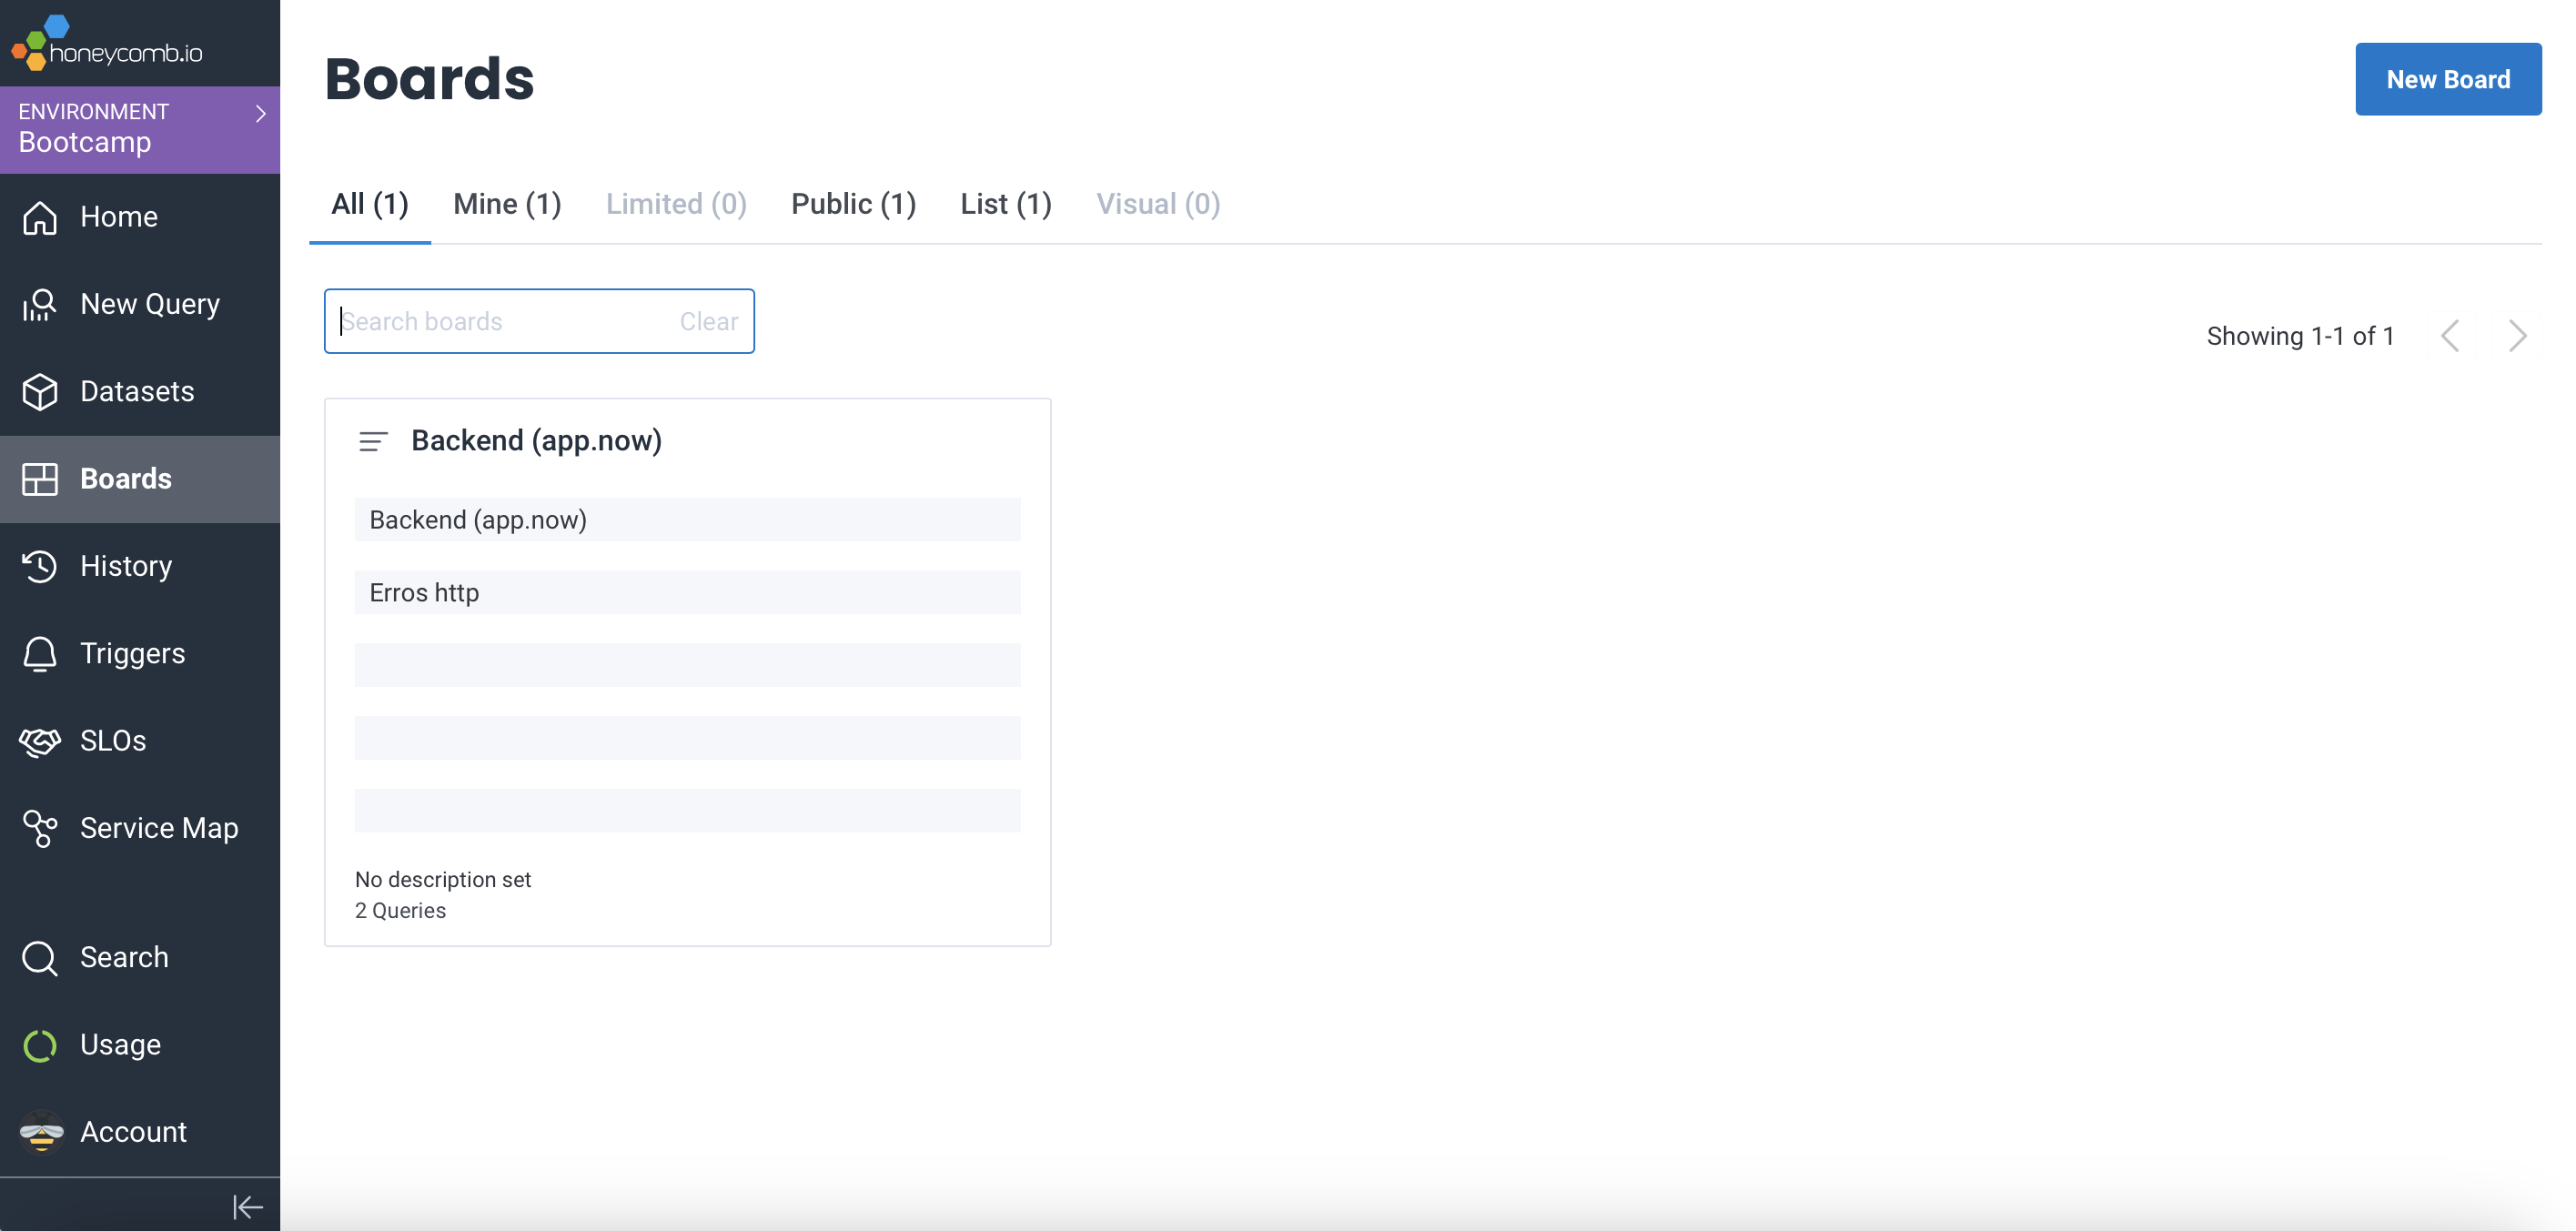 honeycomb.io
ENVIRONMENT
Bootcamp
Home
New Query
Datasets
Boards
History
Triggers
SLOs
Service Map
Search
Usage
Account
Boards
New Board
All (1) Mine (1) Limited (0) Public (1) List (1) Visual (0)
Search boards Clear
Showing 1-1 of 1
Backend (app.now)
Backend (app.now)
Erros http
No description set
2 Queries